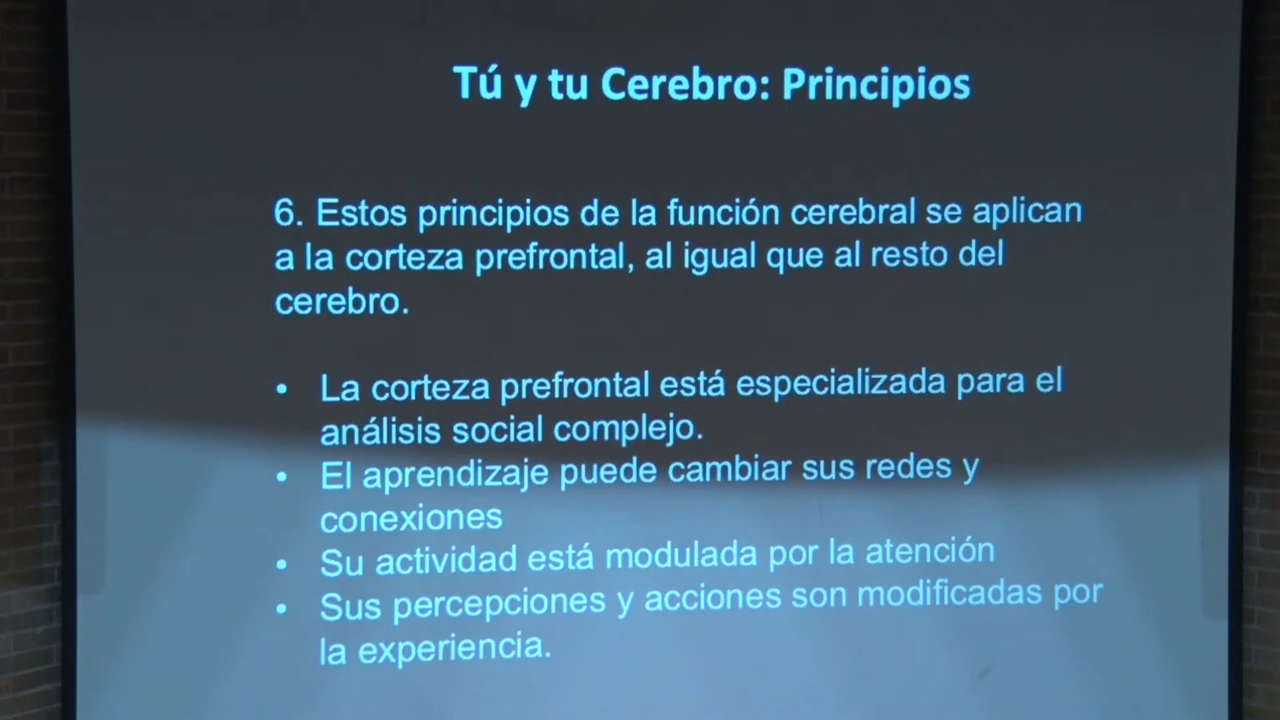 Tú y tu Cerebro: Principios
6. Estos principios de la función cerebral se aplican
a la corteza prefrontal, al igual que al resto del
cerebro.
• La corteza prefrontal está especializada para el
análisis social complejo.
• El aprendizaje puede cambiar sus redes y
conexiones
• Su actividad está modulada por la atención
• Sus percepciones y acciones son modificadas por
la experiencia.